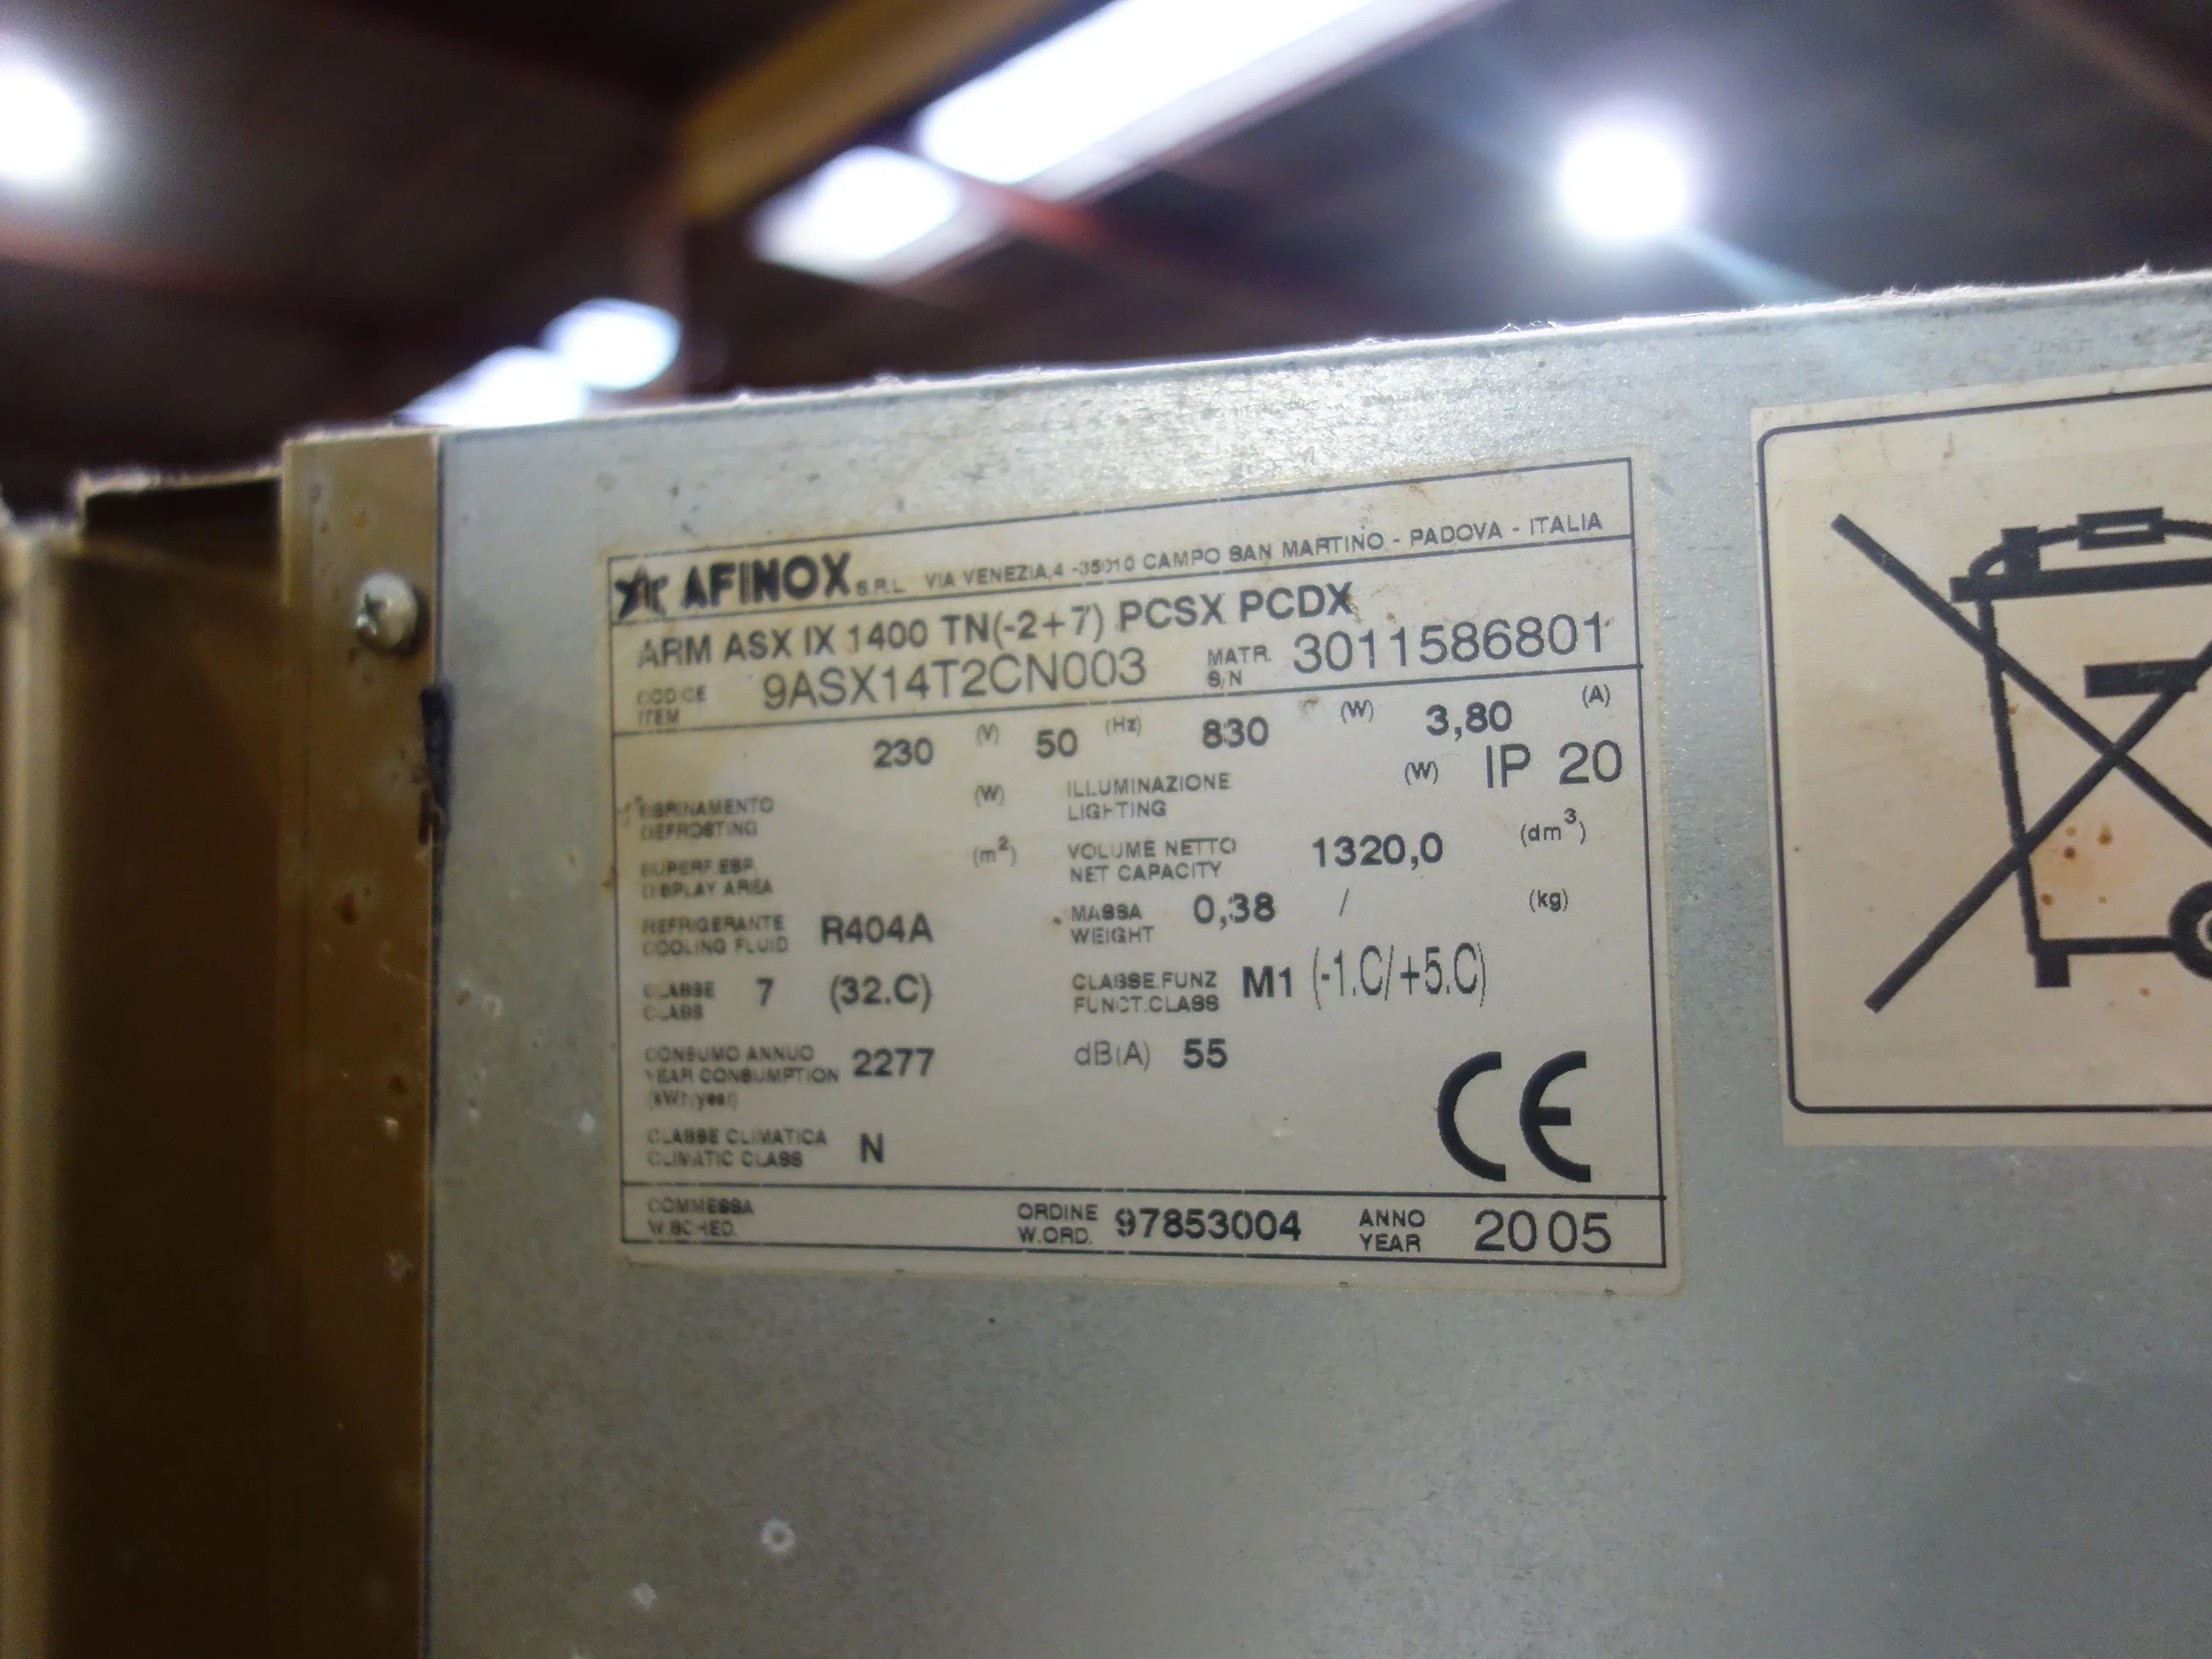 AFINOX S.R.L. VIA VENEZIA,4 -35010 CAMPO SAN MARTINO - PADOVA - ITALIA
ARM ASX IX 1400 TN(-2+7) PCSX PCDX
CODICE ITEM 9ASX14T2CN003 MATR. S/N 3011586801
230 (V) 50 (Hz) 830 (W) 3,80 (A)
SBRINAMENTO DEFROSTING (W) ILLUMINAZIONE LIGHTING (W) IP 20
SUPERF.ESP. DISPLAY AREA (m²) VOLUME NETTO NET CAPACITY 1320,0 (dm³)
REFRIGERANTE COOLING FLUID R404A MASSA WEIGHT 0,38 / (kg)
CLASSE CLASS 7 (32.C) CLASSE.FUNZ FUNCT.CLASS M1 (-1.C/+5.C)
CONSUMO ANNUO YEAR CONSUMPTION (kWh/year) 2277 dB(A) 55
CLASSE CLIMATICA CLIMATIC CLASS N CE
COMMESSA W.SCHED. ORDINE W.ORD. 97853004 ANNO YEAR 2005